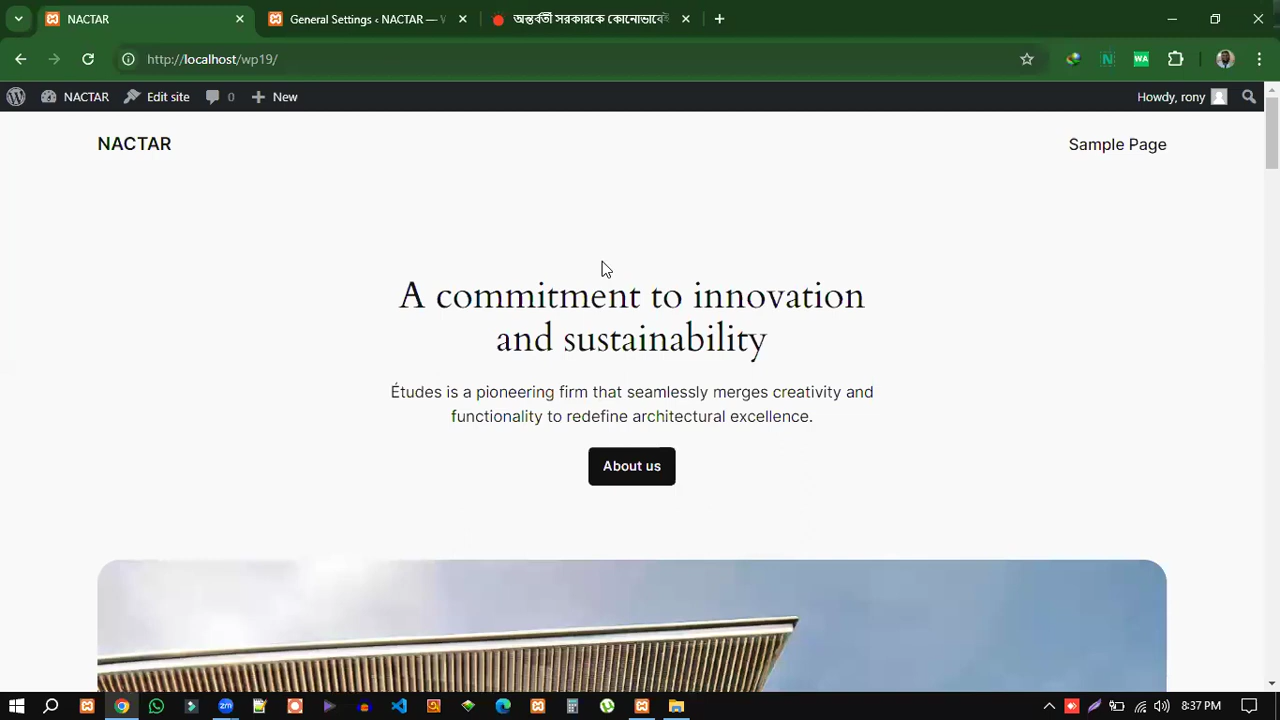 NACTAR
General Settings ‹ NACTAR —
অন্তর্বর্তী সরকারকে কোনোভাবেই
http://localhost/wp19/
NACTAR
Edit site
0
New
Howdy, rony
NACTAR
Sample Page
A commitment to innovation
and sustainability
Études is a pioneering firm that seamlessly merges creativity and
functionality to redefine architectural excellence.
About us
8:37 PM